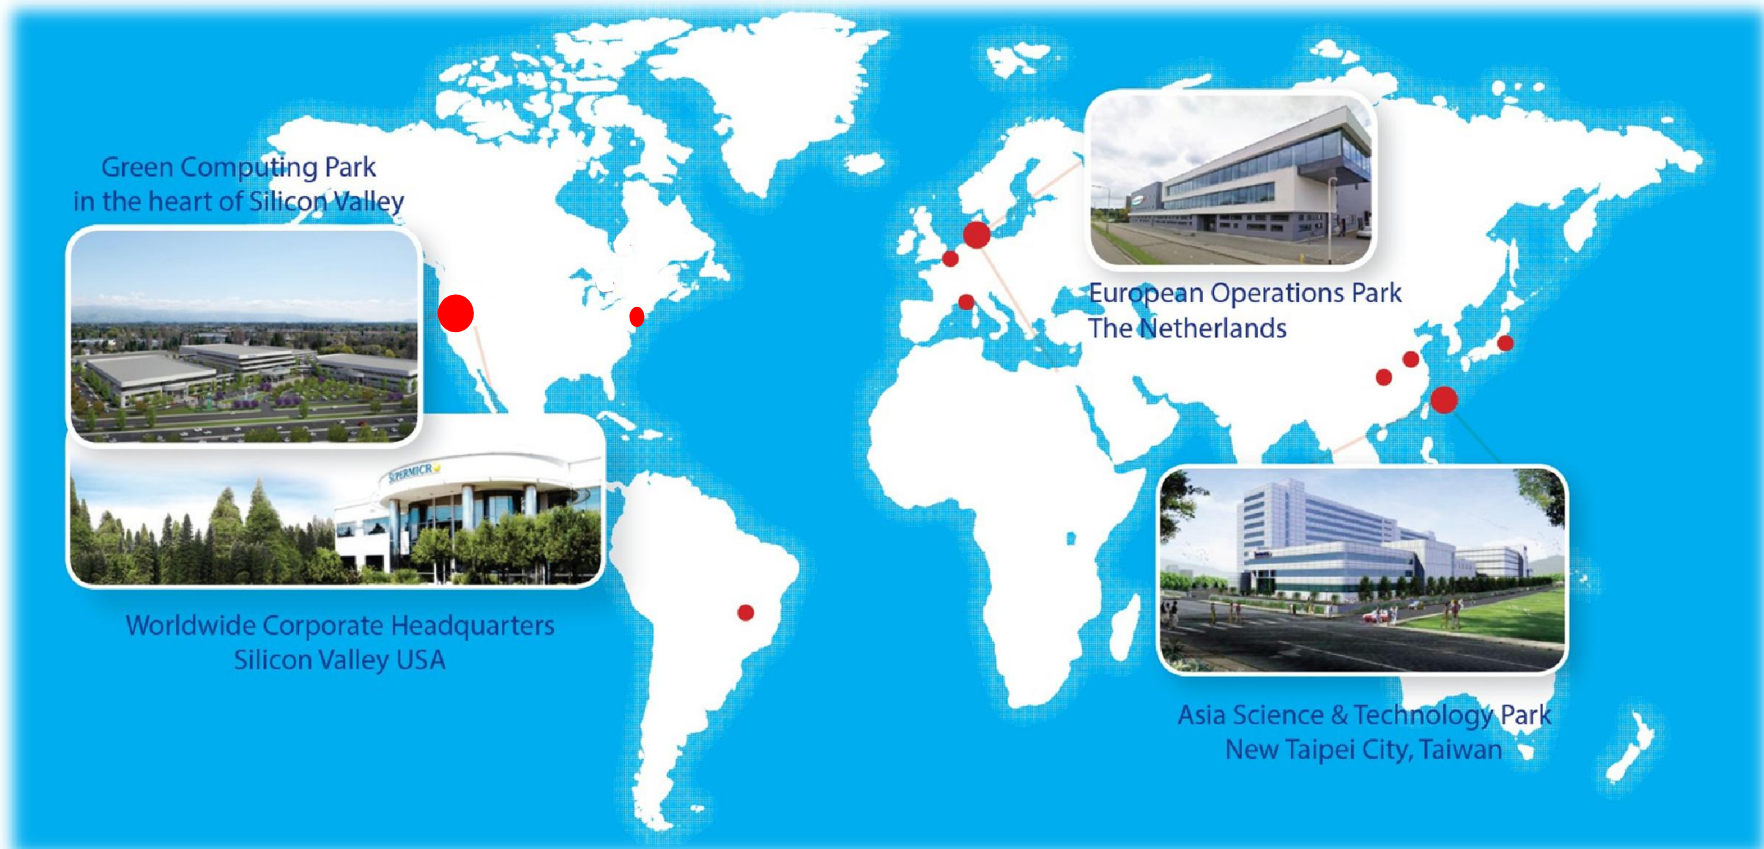 Green Computing Park
in the heart of Silicon Valley
SUPERMICRO
Worldwide Corporate Headquarters
Silicon Valley USA
European Operations Park
The Netherlands
Asia Science & Technology Park
New Taipei City, Taiwan